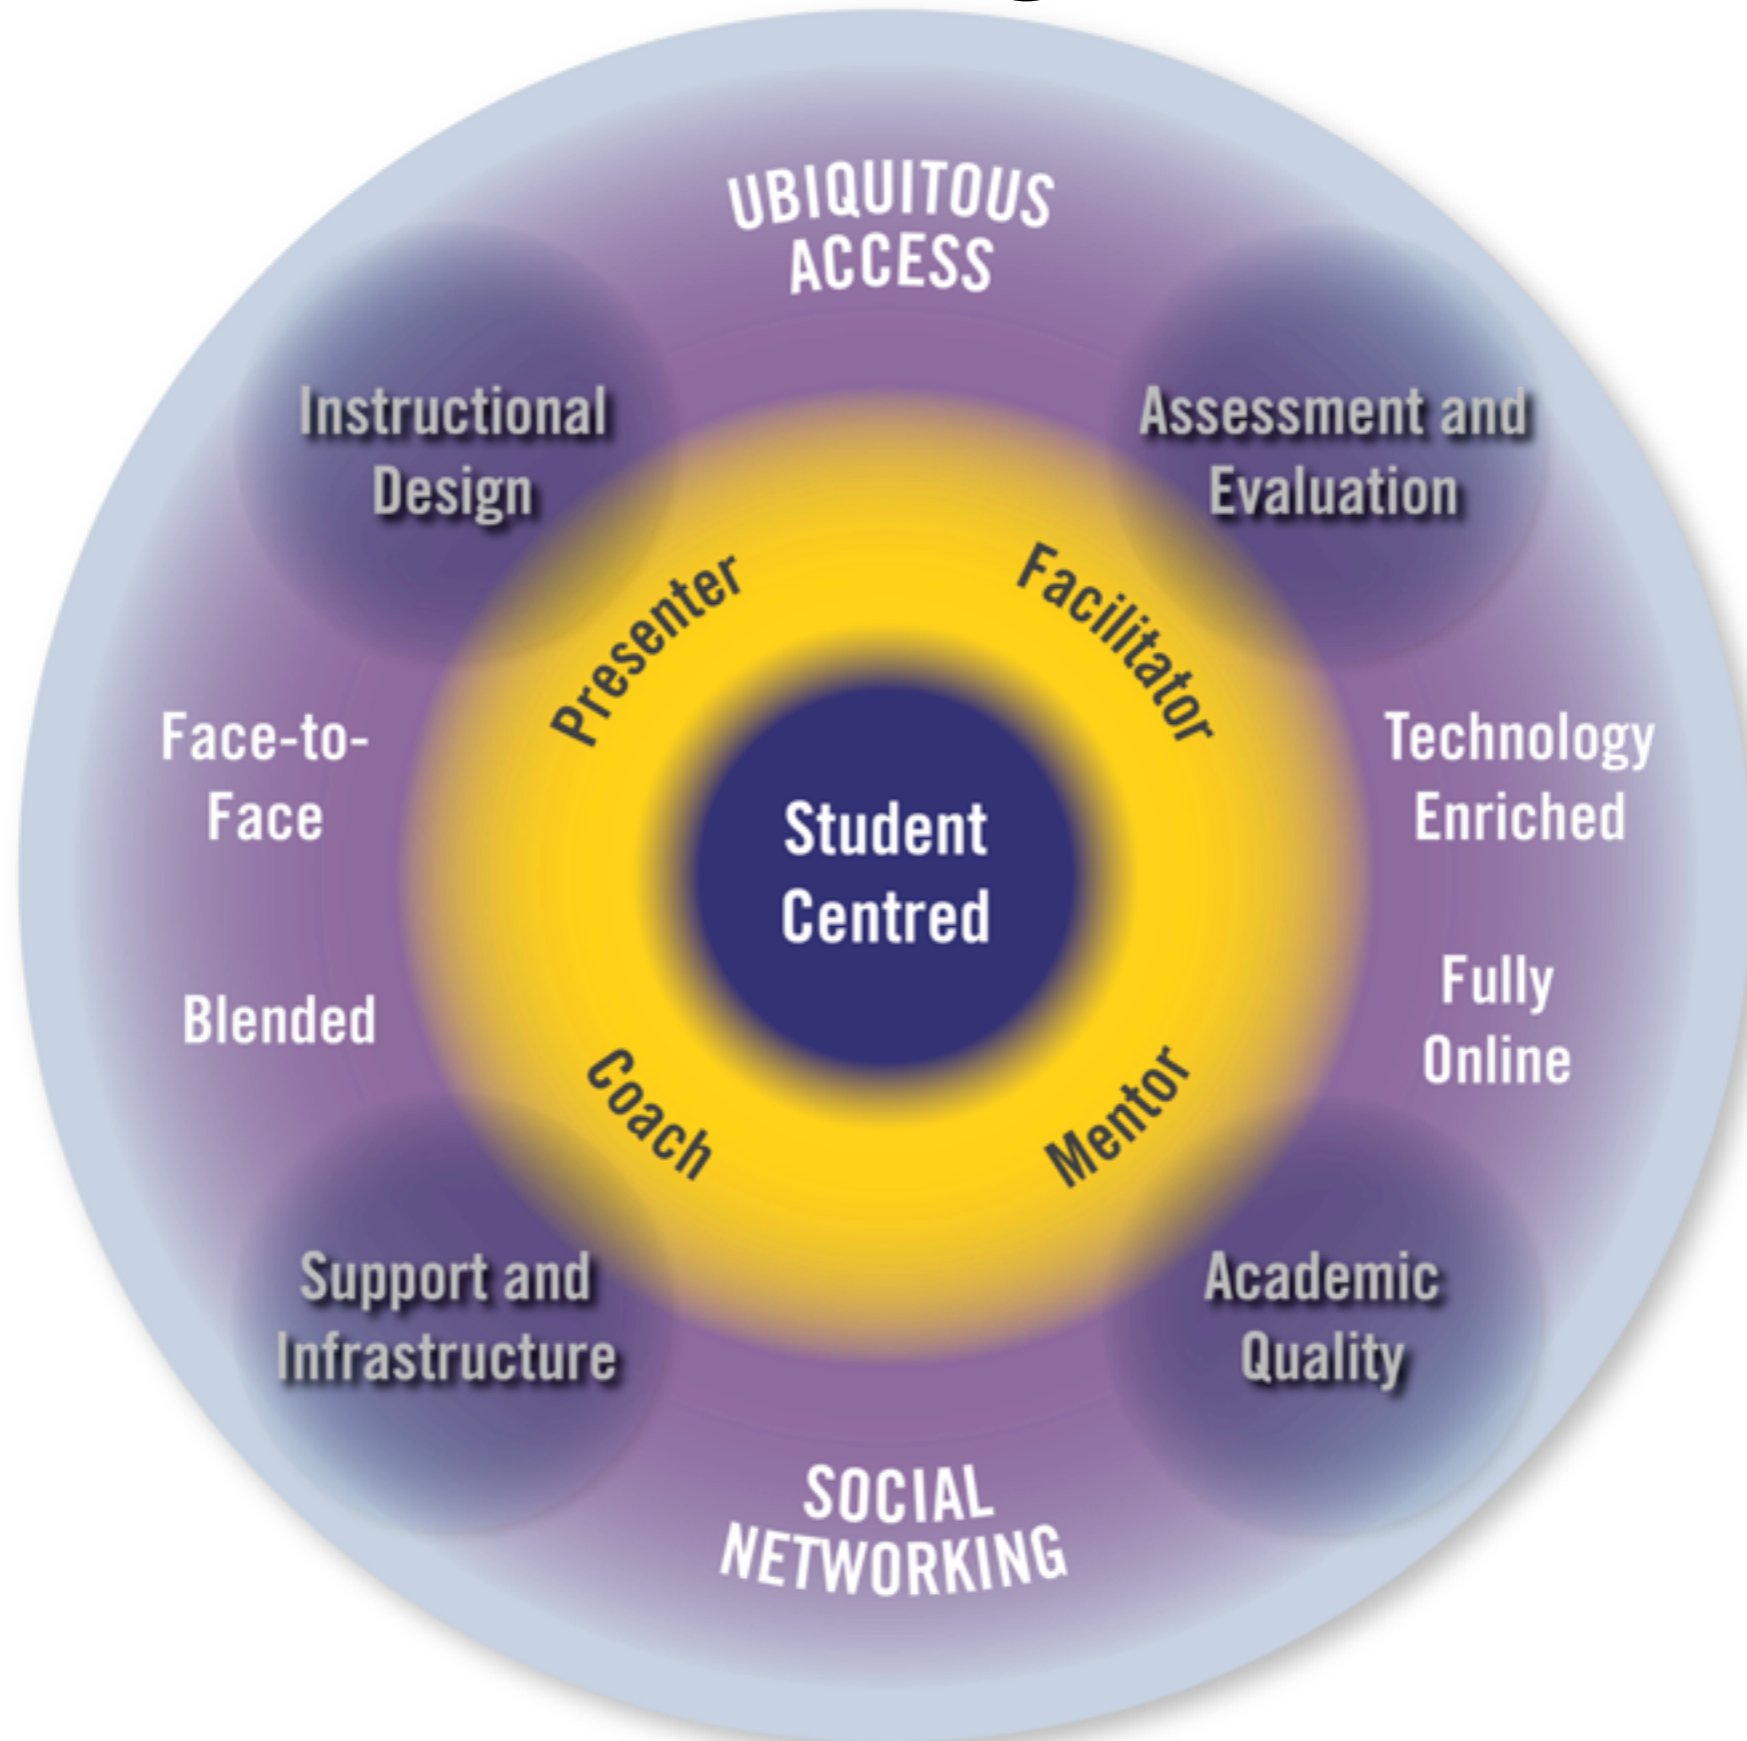 UBIQUITOUS
ACCESS
Instructional
Design
Assessment and
Evaluation
Presenter
Facilitator
Face-to-
Face
Technology
Enriched
Student
Centred
Blended
Fully
Online
Coach
Mentor
Support and
Infrastructure
Academic
Quality
SOCIAL
NETWORKING